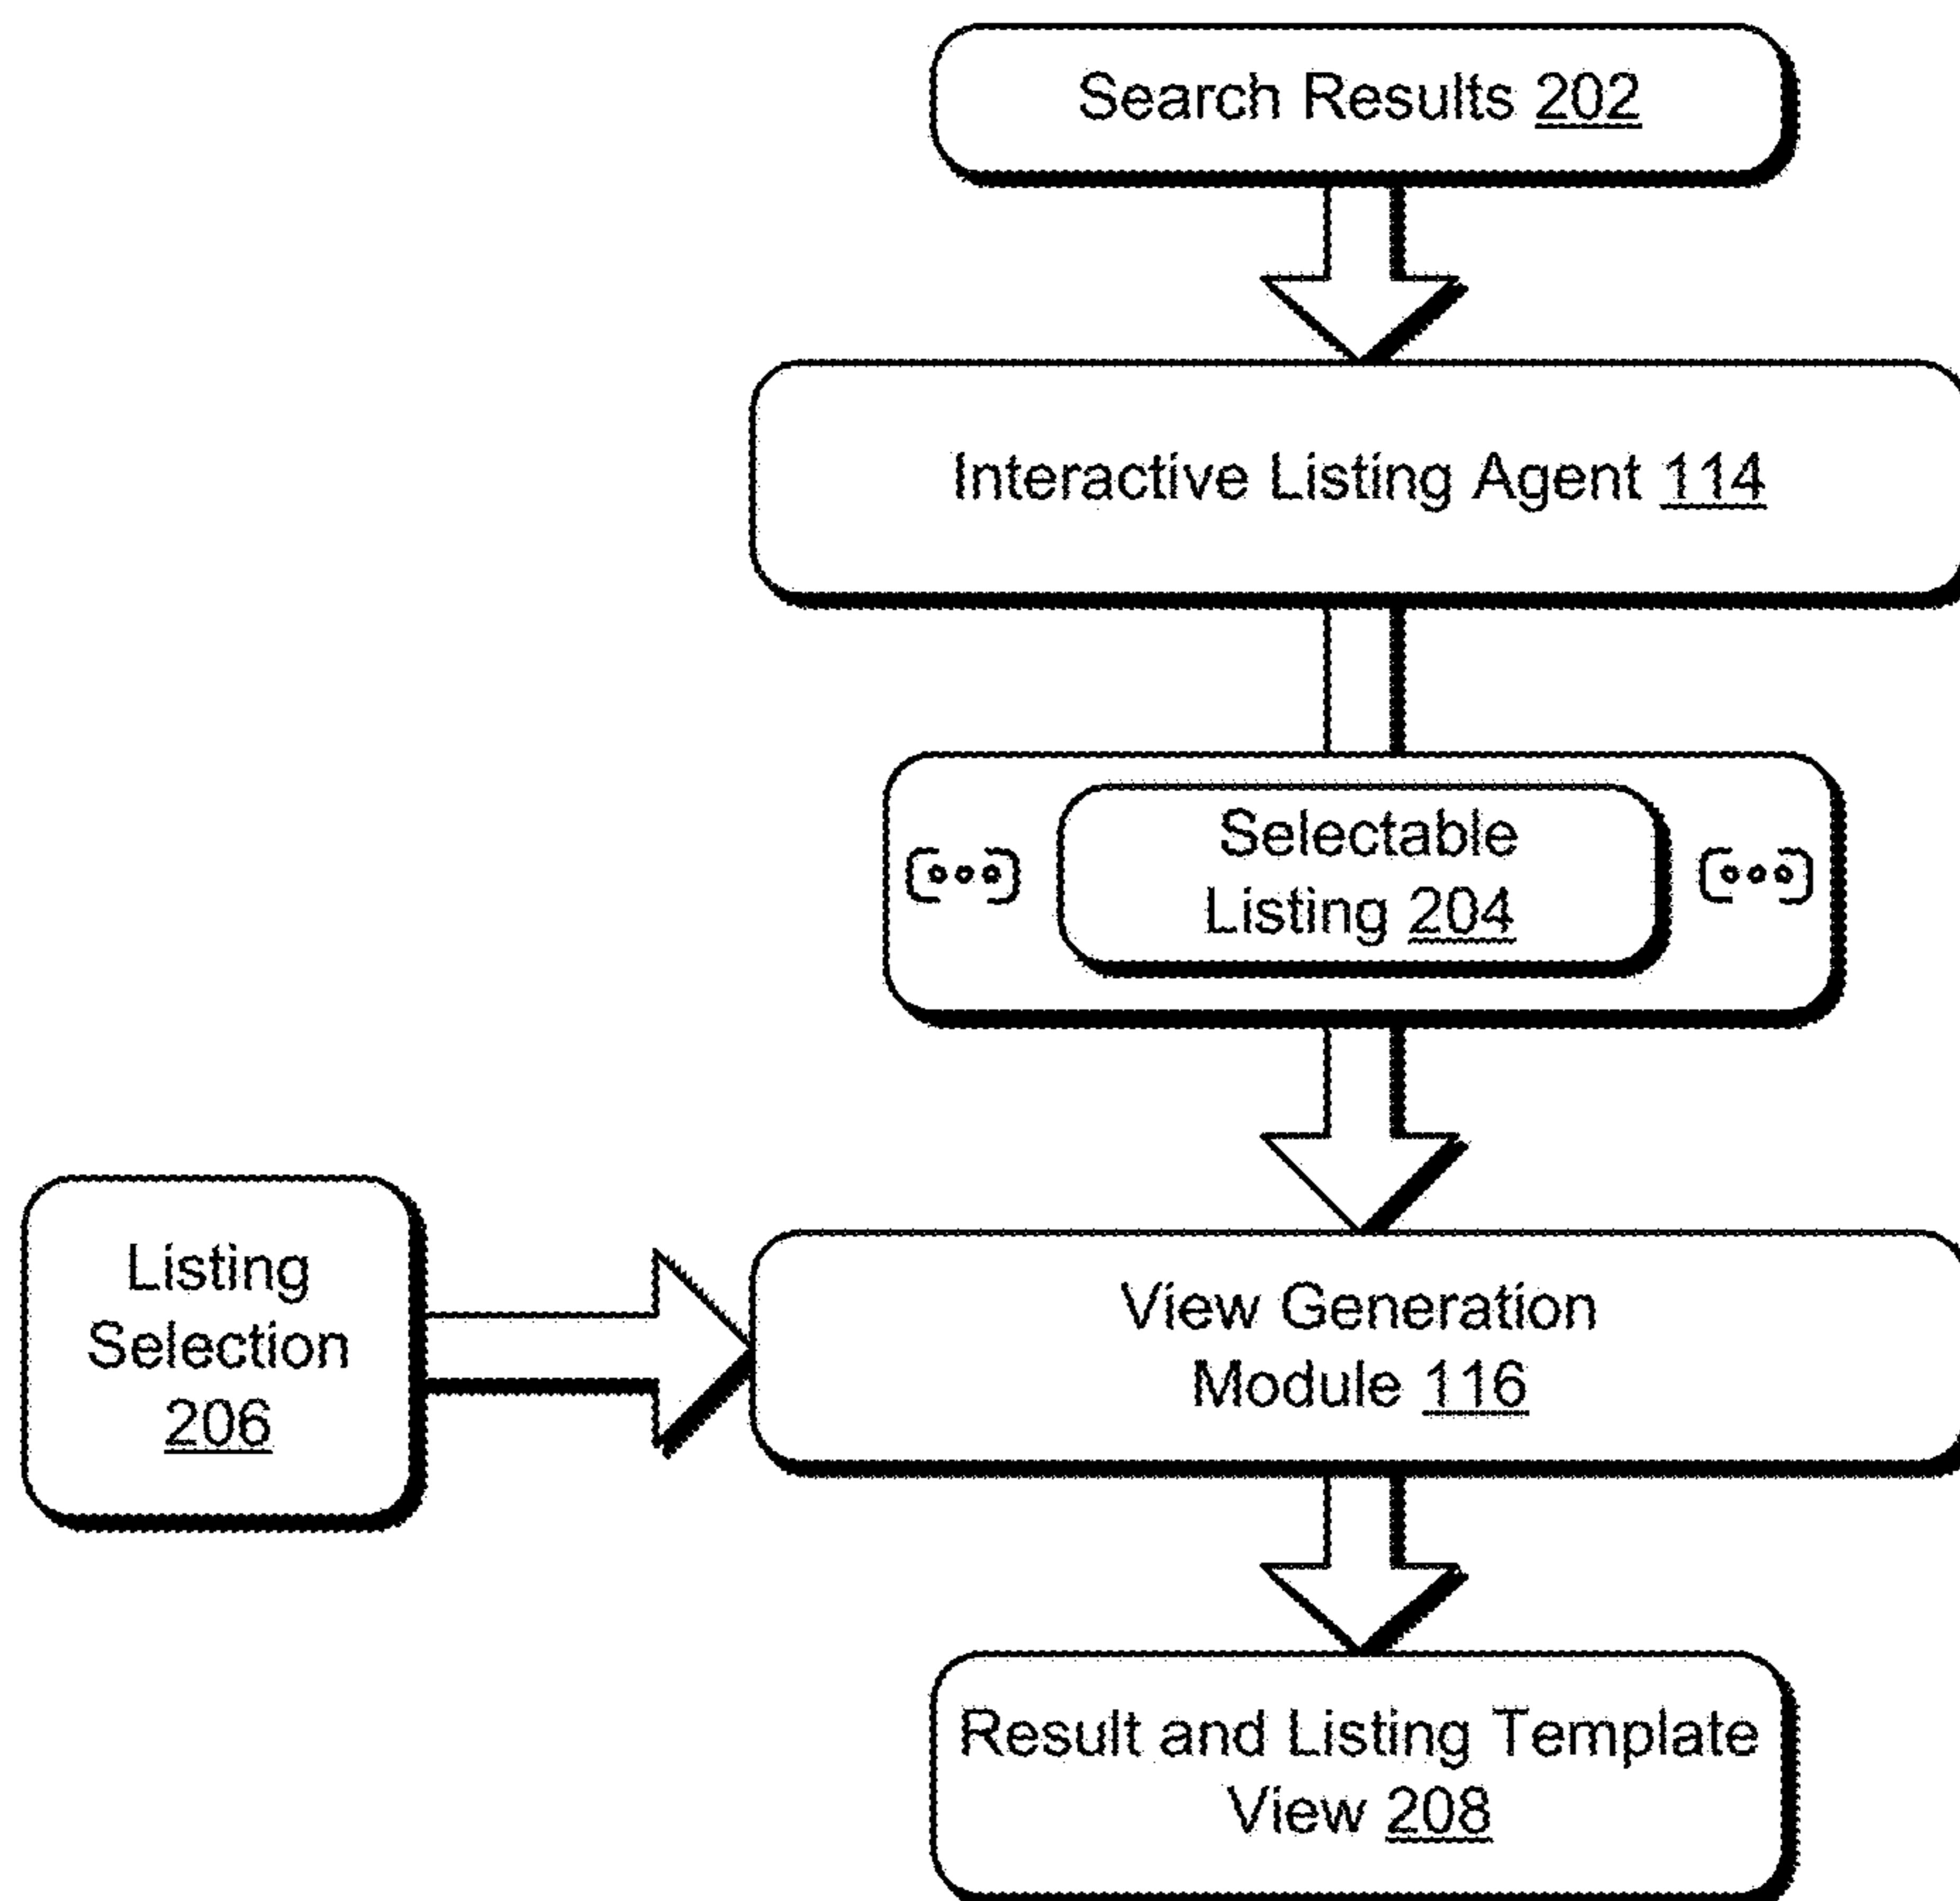 Search Results 202
Interactive Listing Agent 114
Selectable
Listing 204
Listing
Selection
206
View Generation
Module 116
Result and Listing Template
View 208